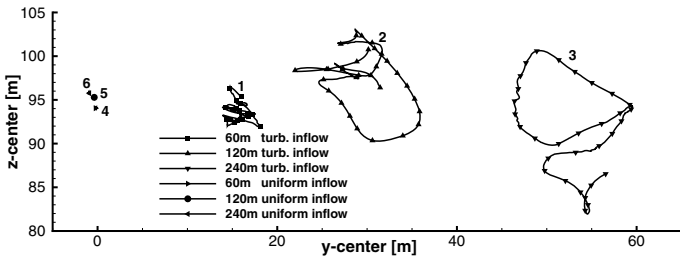 105
100
95
90
85
80
z-center [m]
6
5
4
1
2
3
60m turb. inflow
120m turb. inflow
240m turb. inflow
60m uniform inflow
120m uniform inflow
240m uniform inflow
0
20
40
60
y-center [m]